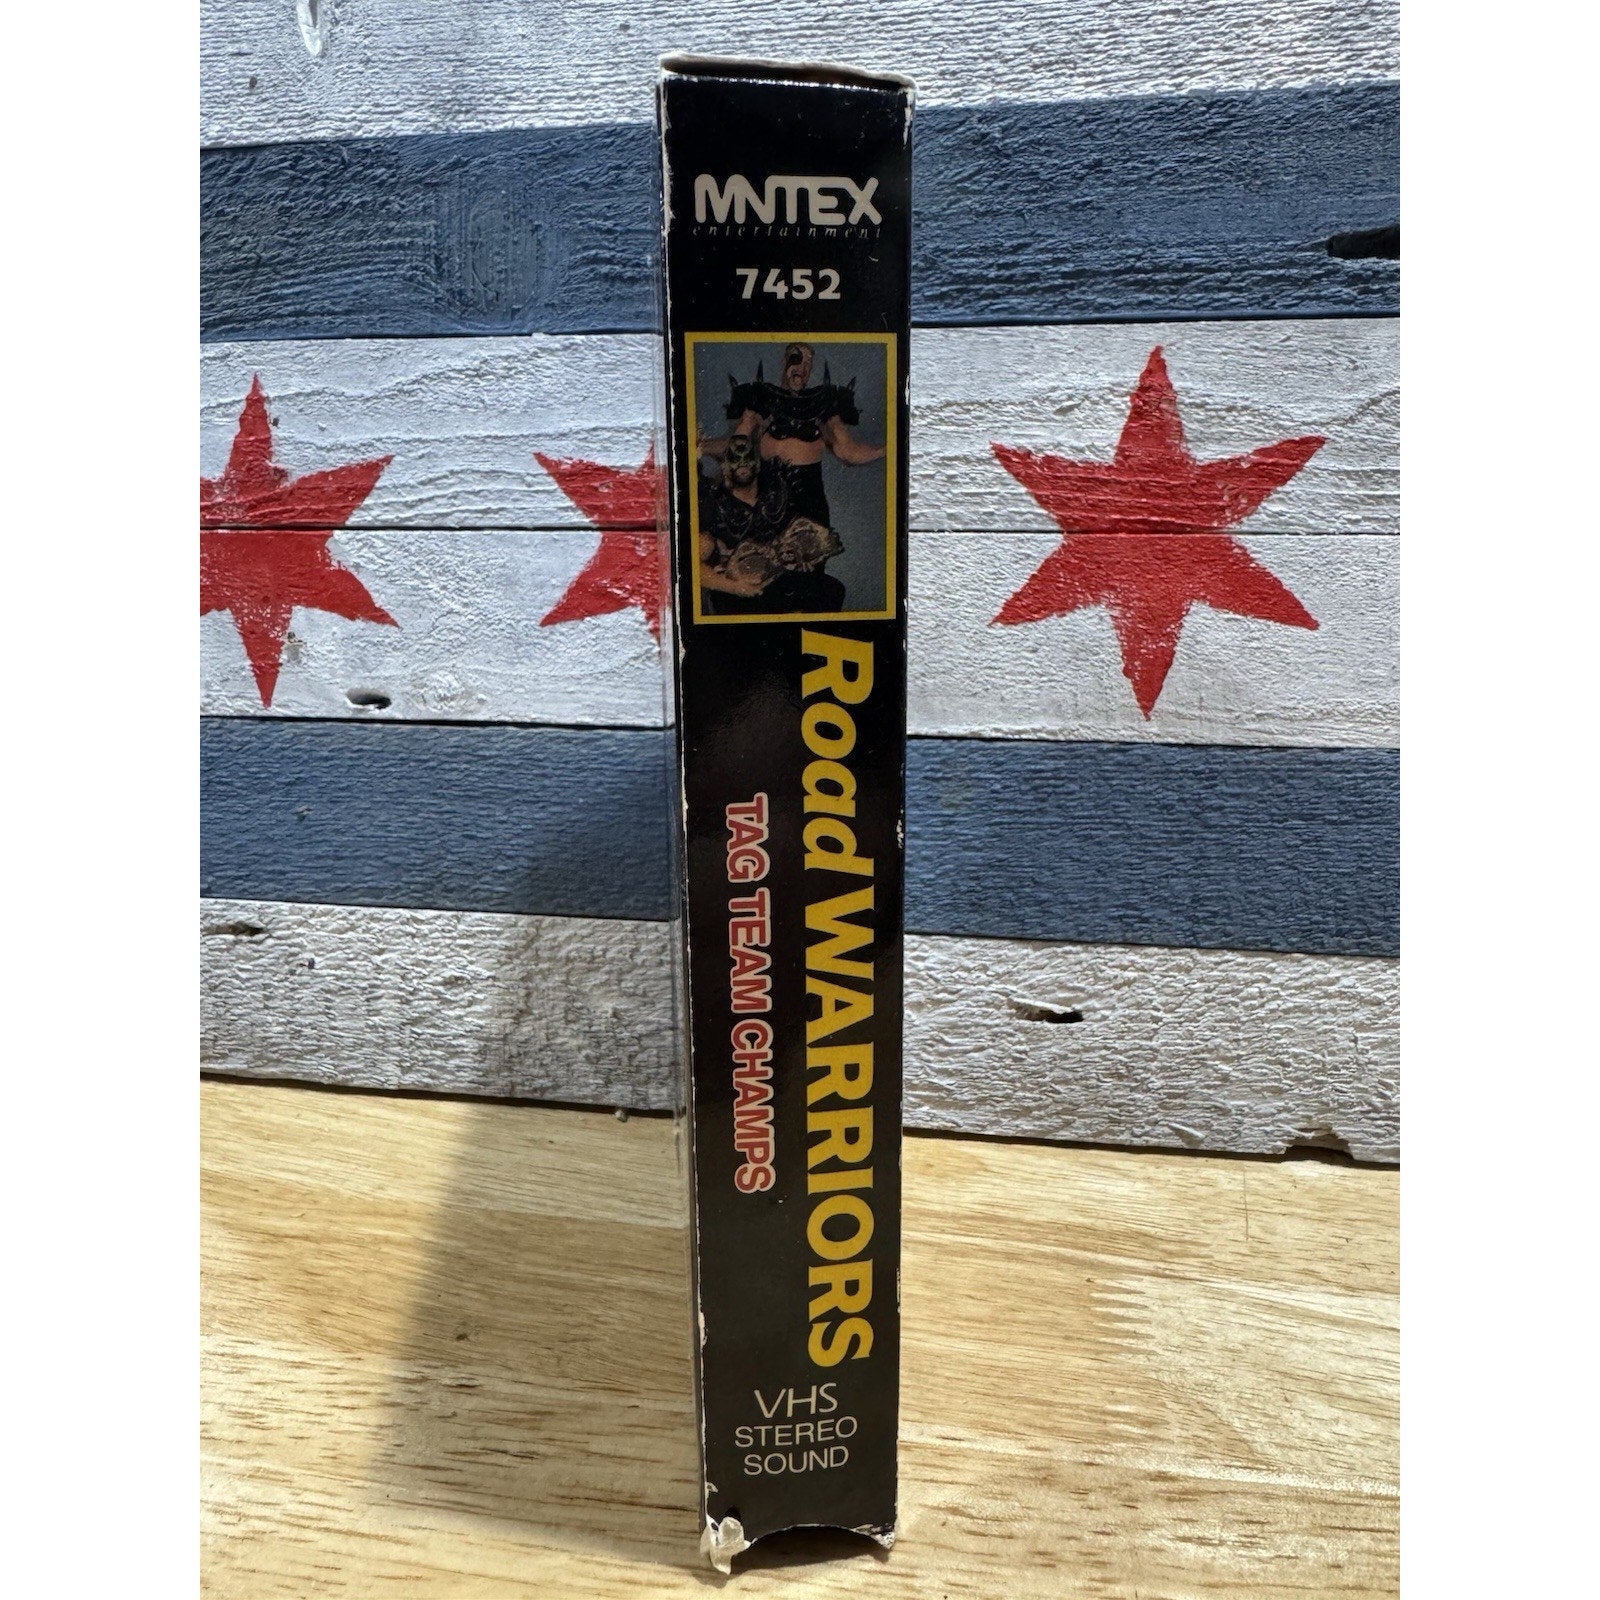 MNTEX
entertainment
7452
Road WARRIORS
TAG TEAM CHAMPS
VHS
STEREO
SOUND